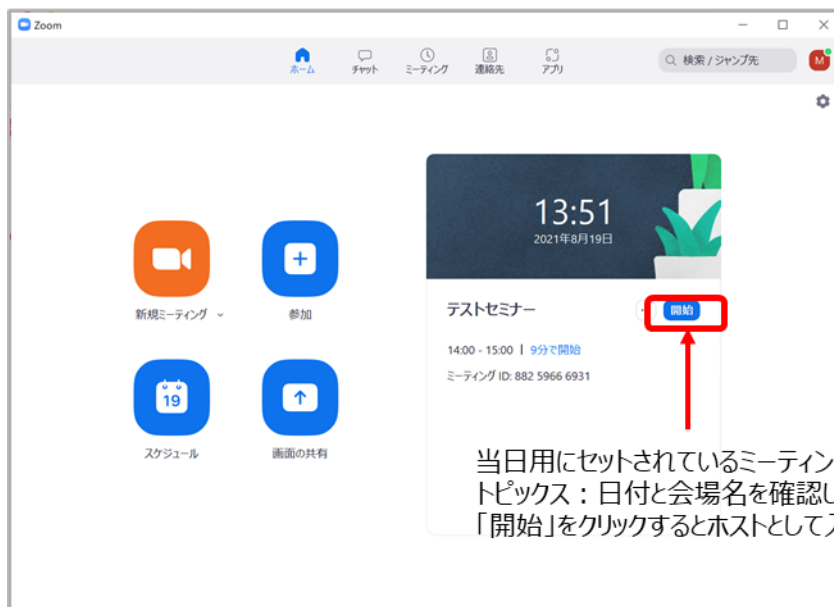 Zoom
ホーム
チャット
ミーティング
連絡先
アプリ
検索 / ジャンプ先
M
13:51
2021年8月19日
新規ミーティング
参加
テストセミナー
開始
14:00 - 15:00 | 9分で開始
ミーティング ID: 882 5966 6931
19
スケジュール
画面の共有
当日用にセットされているミーティン
トピックス：日付と会場名を確認し
「開始」をクリックするとホストとして